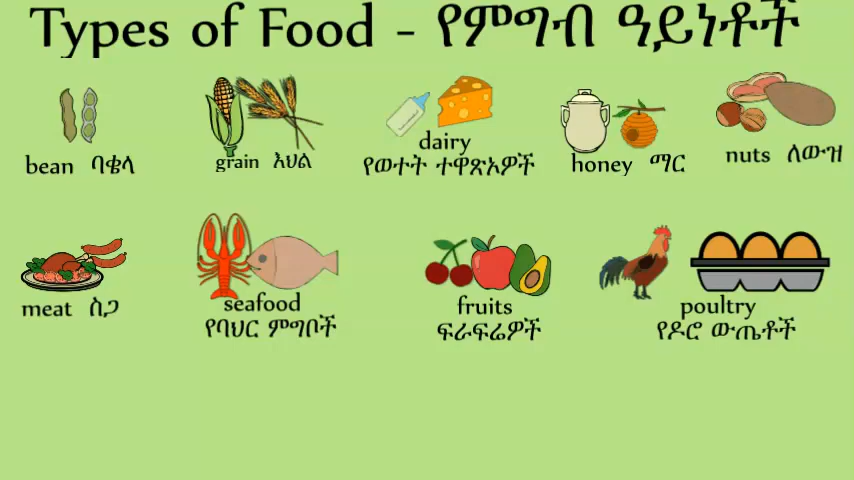 Types of Food - የምግብ ዓይነቶች
bean ባቄላ
grain እህል
dairy
የወተት ተዋጽኦዎች
honey ማር
nuts ለውዝ
meat ስጋ
seafood
የባህር ምግቦች
fruits
ፍራፍሬዎች
poultry
የዶሮ ውጤቶች